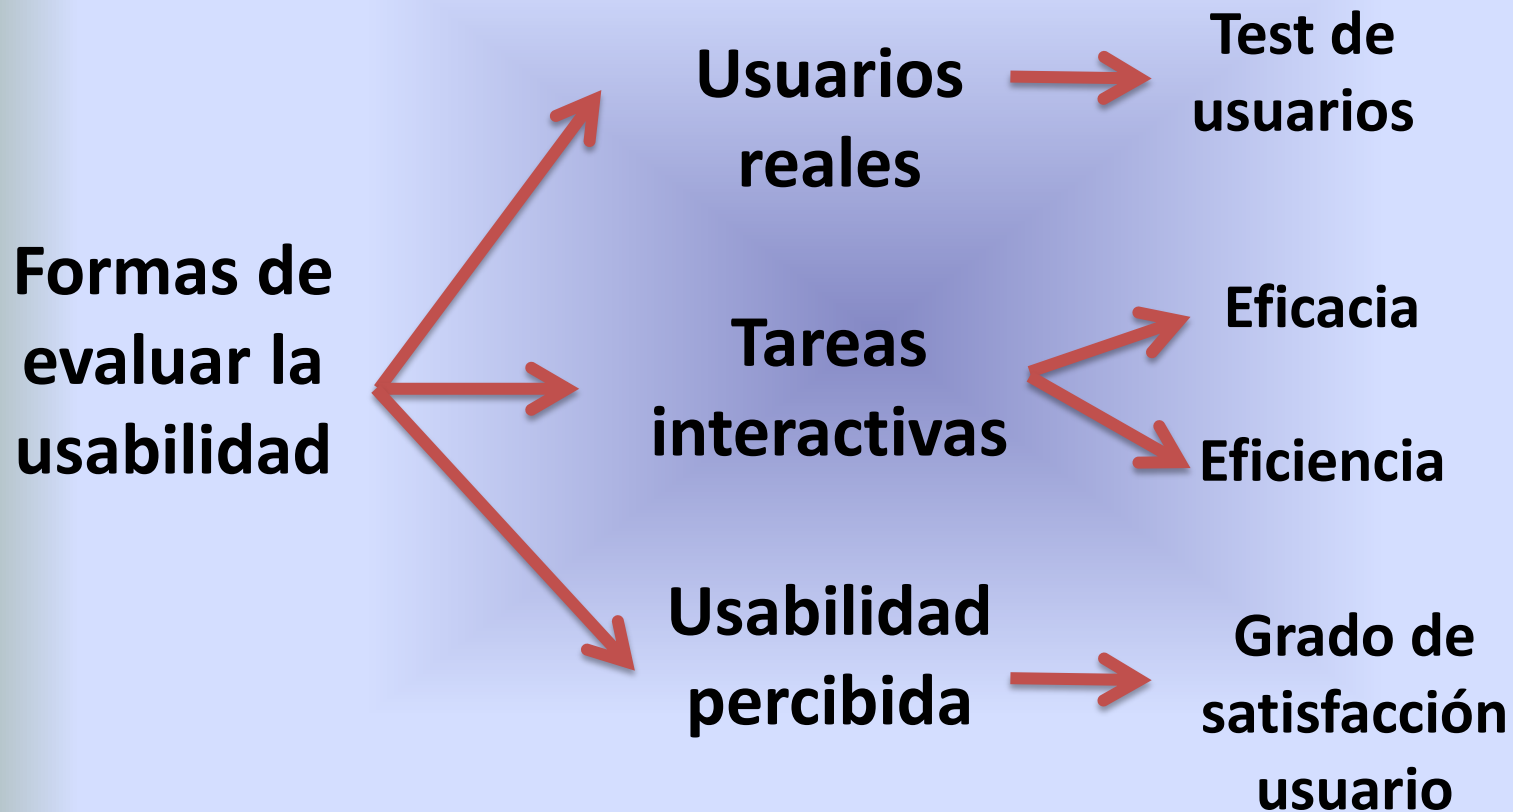 Formas de
evaluar la
usabilidad
Usuarios
reales
Test de
usuarios
Tareas
interactivas
Eficacia
Eficiencia
Usabilidad
percibida
Grado de
satisfacción
usuario